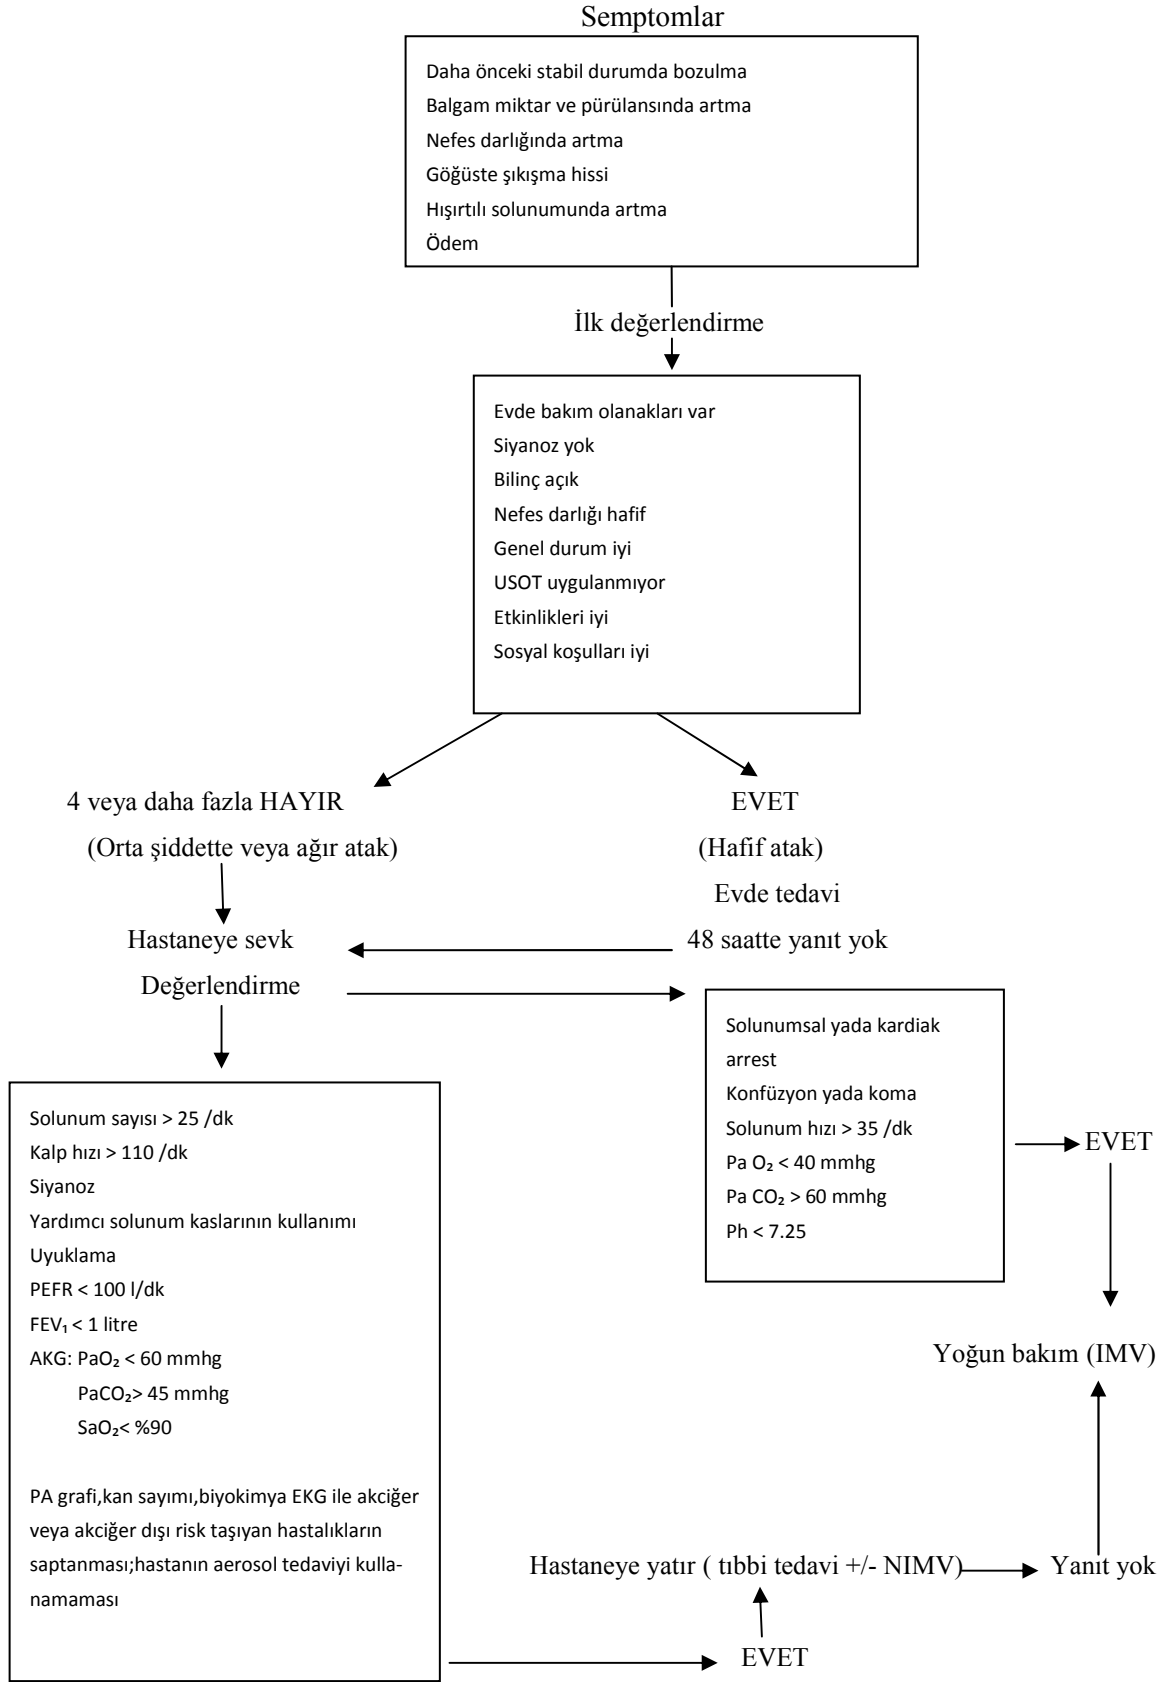 Semptomlar
Daha önceki stabil durumda bozulma
Balgam miktar ve pürülansında artma
Nefes darlığında artma
Göğüste şıkışma hissi
Hışırtılı solunumunda artma
Ödem
İlk değerlendirme
Evde bakım olanakları var
Siyanoz yok
Bilinç açık
Nefes darlığı hafif
Genel durum iyi
USOT uygulanmıyor
Etkinlikleri iyi
Sosyal koşulları iyi
4 veya daha fazla HAYIR
(Orta şiddette veya ağır atak)
EVET
(Hafif atak)
Evde tedavi
48 saatte yanıt yok
Hastaneye sevk
Değerlendirme
Solunumsal yada kardiak
arrest
Konfüzyon yada koma
Solunum hızı > 35 /dk
Pa O₂ < 40 mmhg
Pa CO₂ > 60 mmhg
Ph < 7.25
EVET
Yoğun bakım (IMV)
Solunum sayısı > 25 /dk
Kalp hızı > 110 /dk
Siyanoz
Yardımcı solunum kaslarının kullanımı
Uyuklama
PEFR < 100 l/dk
FEV₁ < 1 litre
AKG: PaO₂ < 60 mmhg
PaCO₂> 45 mmhg
SaO₂< %90
PA grafi,kan sayımı,biyokimya EKG ile akciğer
veya akciğer dışı risk taşıyan hastalıkların
saptanması;hastanın aerosol tedaviyi kulla-
namaması
Hastaneye yatır ( tıbbi tedavi +/- NIMV)
Yanıt yok
EVET